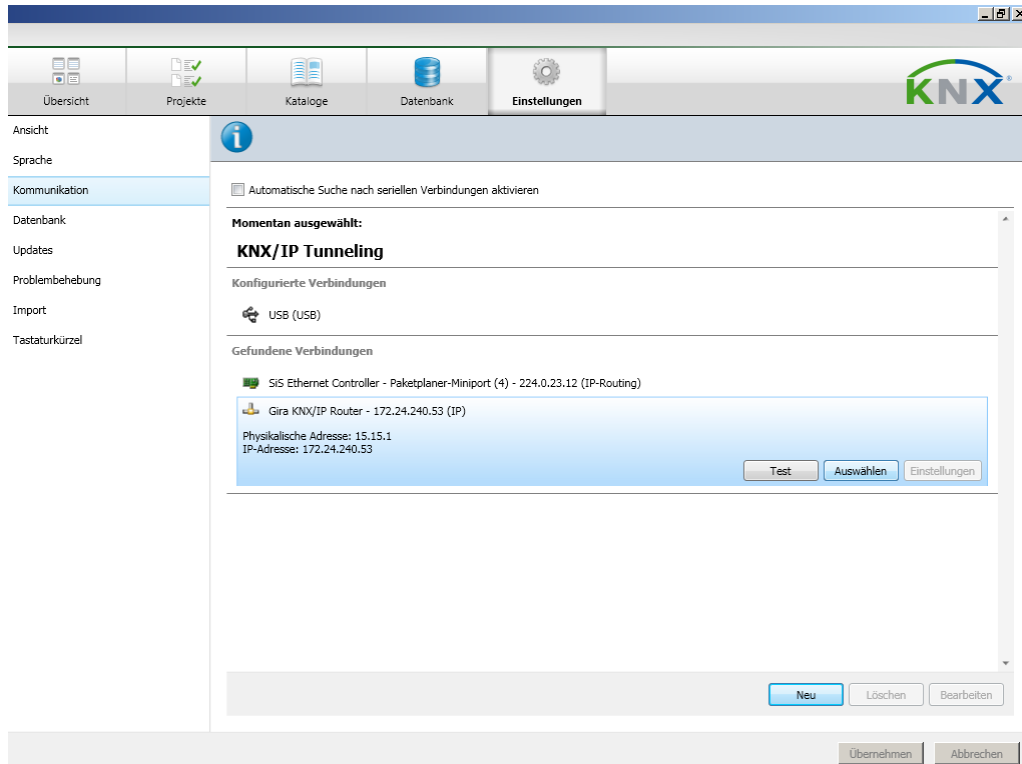 Übersicht
Projekte
Kataloge
Datenbank
Einstellungen
KNX®
Ansicht
Sprache
Kommunikation
Datenbank
Updates
Problembehebung
Import
Tastaturkürzel
Automatische Suche nach seriellen Verbindungen aktivieren
Momentan ausgewählt:
KNX/IP Tunneling
Konfigurierte Verbindungen
USB (USB)
Gefundene Verbindungen
SiS Ethernet Controller - Paketplaner-Miniport (4) - 224.0.23.12 (IP-Routing)
Gira KNX/IP Router - 172.24.240.53 (IP)
Physikalische Adresse: 15.15.1
IP-Adresse: 172.24.240.53
Test
Auswählen
Einstellungen
Neu
Löschen
Bearbeiten
Übernehmen
Abbrechen